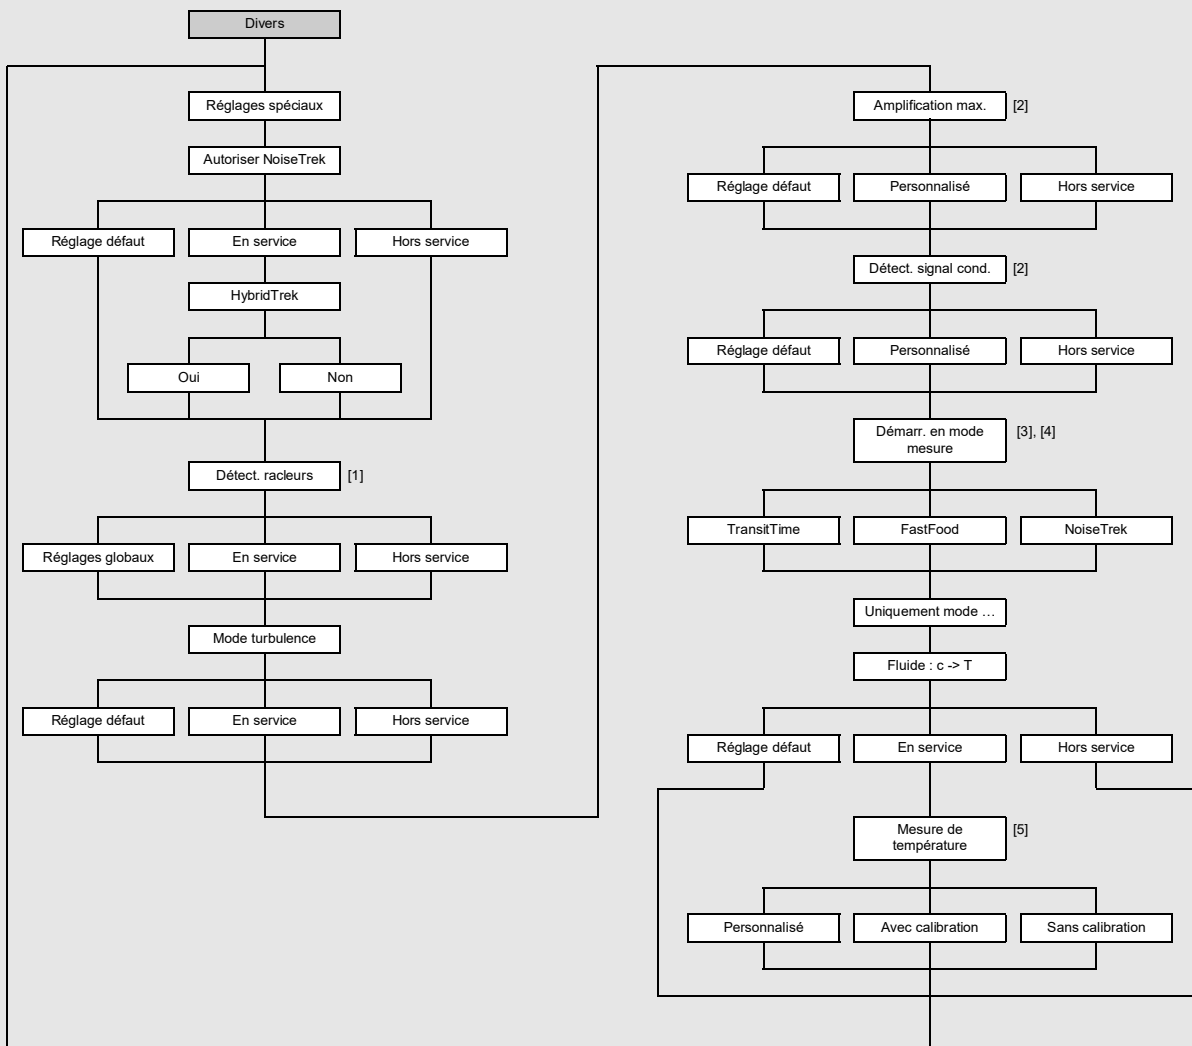 Divers
Réglages spéciaux
Autoriser NoiseTrek
Réglage défaut
En service
Hors service
HybridTrek
Oui
Non
Détect. racleurs
[1]
Réglages globaux
En service
Hors service
Mode turbulence
Réglage défaut
En service
Hors service
Amplification max.
[2]
Réglage défaut
Personnalisé
Hors service
Détect. signal cond.
[2]
Réglage défaut
Personnalisé
Hors service
Démarr. en mode
mesure
[3], [4]
TransitTime
FastFood
NoiseTrek
Uniquement mode …
Fluide : c -> T
Réglage défaut
En service
Hors service
Mesure de
température
[5]
Personnalisé
Avec calibration
Sans calibration